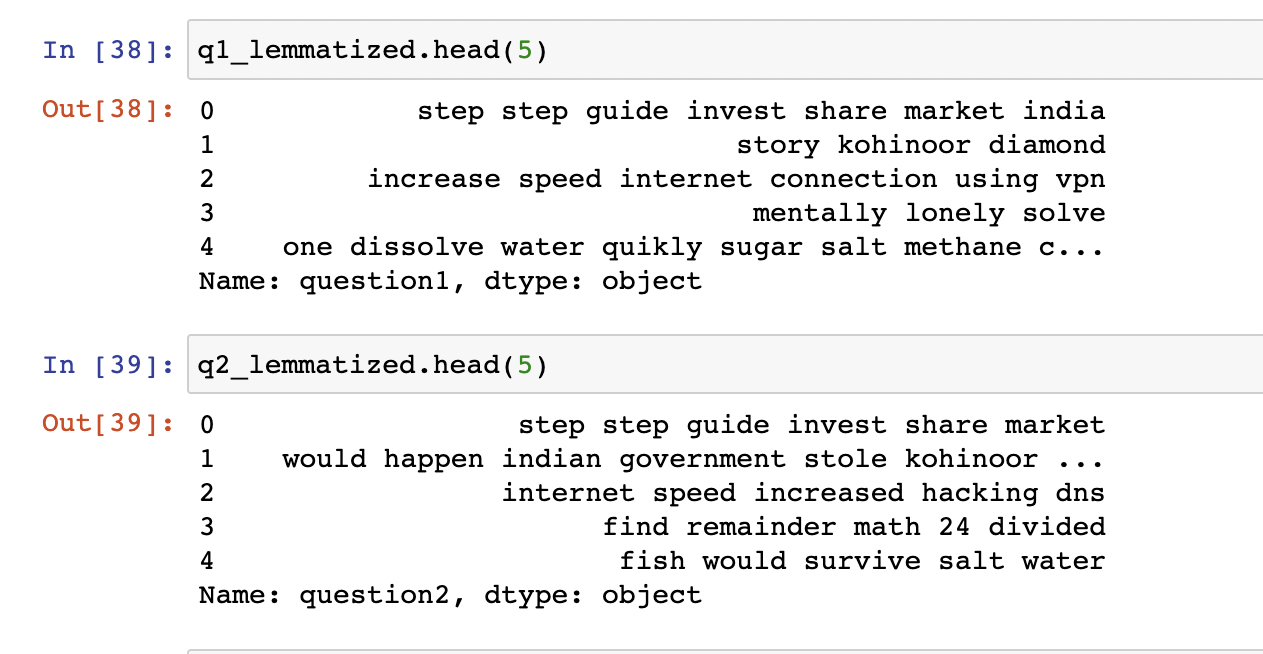 In [38]: q1_lemmatized.head(5)
Out[38]: 0 step step guide invest share market india
1 story kohinoor diamond
2 increase speed internet connection using vpn
3 mentally lonely solve
4 one dissolve water quikly sugar salt methane c...
Name: question1, dtype: object
In [39]: q2_lemmatized.head(5)
Out[39]: 0 step step guide invest share market
1 would happen indian government stole kohinoor ...
2 internet speed increased hacking dns
3 find remainder math 24 divided
4 fish would survive salt water
Name: question2, dtype: object